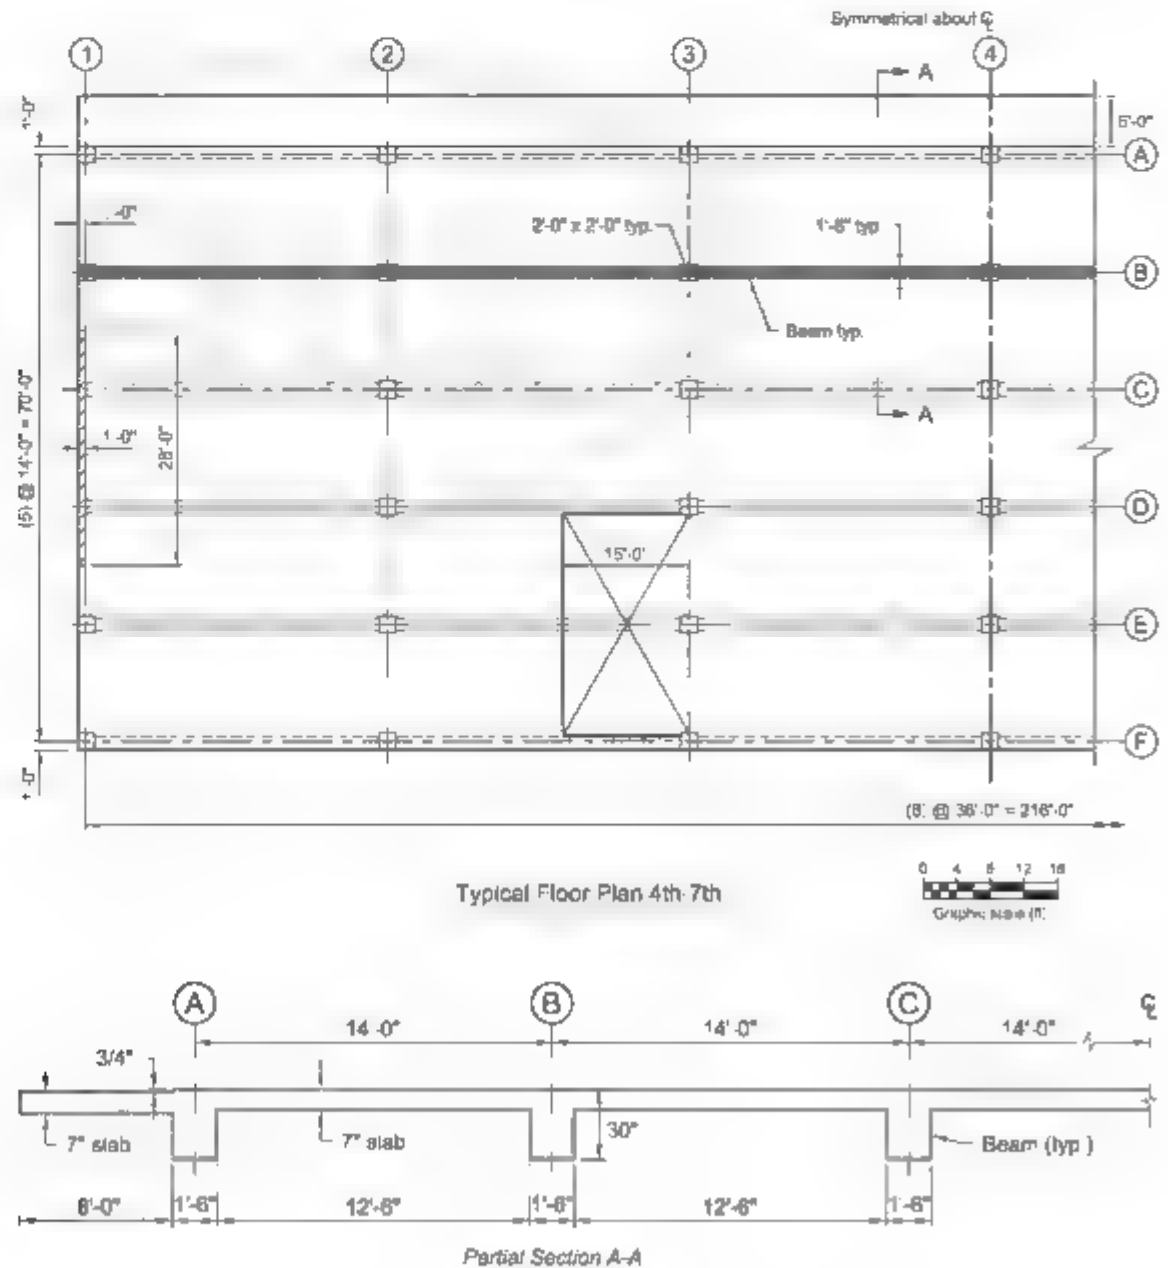 Symmetrical about ℄
1
2
3
4
A
1'-0"
6'-0"
A
2'-0" x 2'-0" typ.
1'-6" typ
B
Beam typ.
C
A
1'-0"
28'-0"
(5) @ 14'-0" = 70'-0"
D
15'-0"
E
F
(6) @ 36'-0" = 216'-0"
0 4 8 12 16
Graphic scale (ft)
Typical Floor Plan 4th-7th
A
B
C
℄
14'-0"
14'-0"
14'-0"
3/4"
7" slab
7" slab
30"
Beam (typ.)
6'-0"
1'-6"
12'-6"
1'-6"
12'-6"
1'-6"
Partial Section A-A